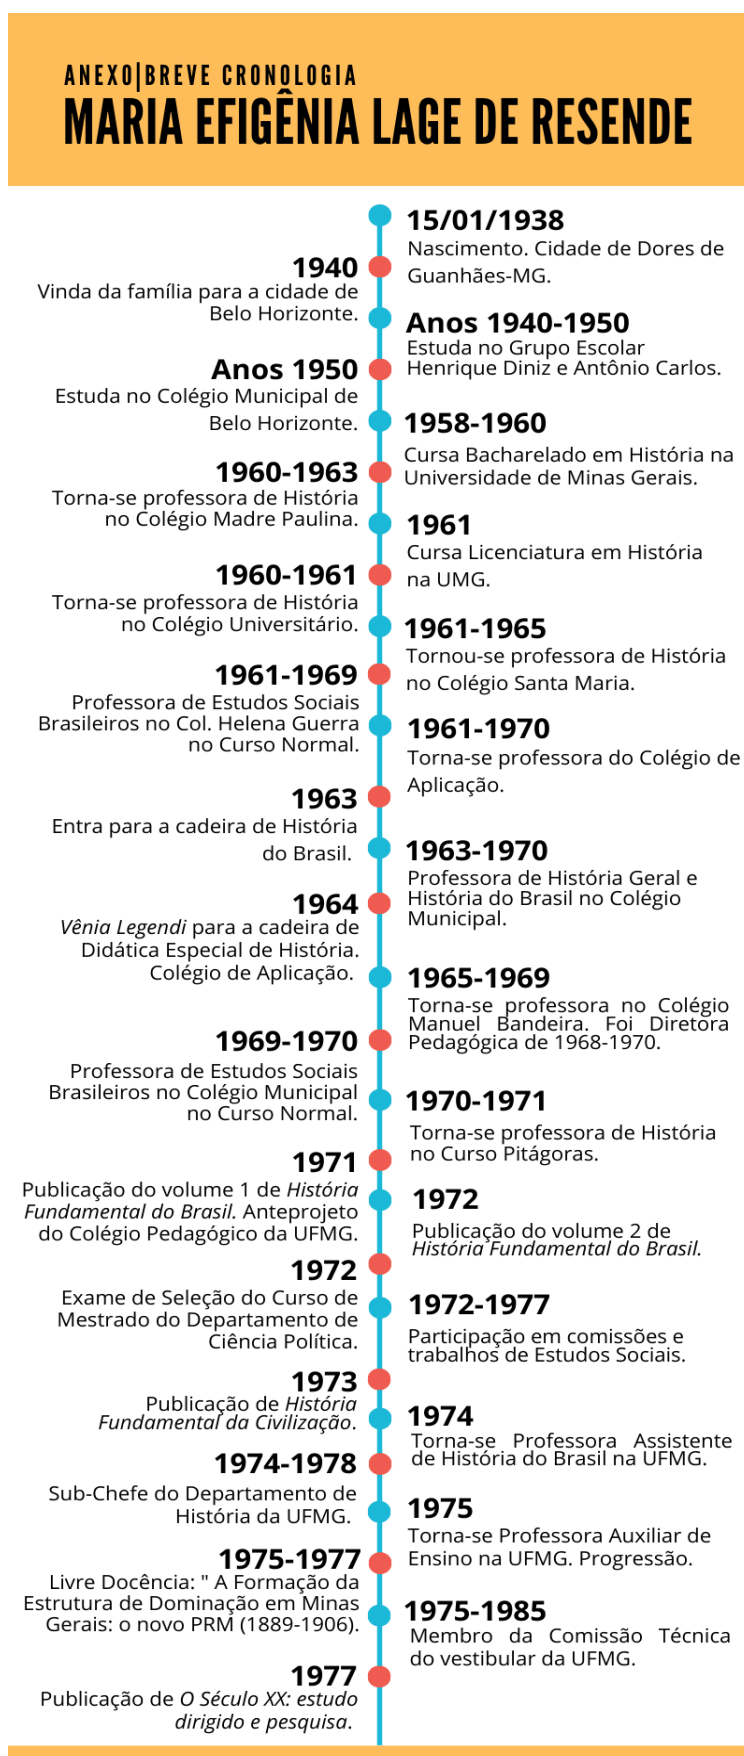 ANEXO|BREVE CRONOLOGIA
MARIA EFIGÊNIA LAGE DE RESENDE
15/01/1938
Nascimento. Cidade de Dores de
Guanhães-MG.
1940
Vinda da família para a cidade de
Belo Horizonte.
Anos 1940-1950
Estuda no Grupo Escolar
Henrique Diniz e Antônio Carlos.
Anos 1950
Estuda no Colégio Municipal de
Belo Horizonte.
1958-1960
Cursa Bacharelado em História na
Universidade de Minas Gerais.
1960-1963
Torna-se professora de História
no Colégio Madre Paulina.
1961
Cursa Licenciatura em História
na UMG.
1960-1961
Torna-se professora de História
no Colégio Universitário.
1961-1965
Tornou-se professora de História
no Colégio Santa Maria.
1961-1969
Professora de Estudos Sociais
Brasileiros no Col. Helena Guerra
no Curso Normal.
1961-1970
Torna-se professora do Colégio de
Aplicação.
1963
Entra para a cadeira de História
do Brasil.
1963-1970
Professora de História Geral e
História do Brasil no Colégio
Municipal.
1964
Vênia Legendi para a cadeira de
Didática Especial de História.
Colégio de Aplicação.
1965-1969
Torna-se professora no Colégio
Manuel Bandeira. Foi Diretora
Pedagógica de 1968-1970.
1969-1970
Professora de Estudos Sociais
Brasileiros no Colégio Municipal
no Curso Normal.
1970-1971
Torna-se professora de História
no Curso Pitágoras.
1971
Publicação do volume 1 de História
Fundamental do Brasil. Anteprojeto
do Colégio Pedagógico da UFMG.
1972
Publicação do volume 2 de
História Fundamental do Brasil.
1972
Exame de Seleção do Curso de
Mestrado do Departamento de
Ciência Política.
1972-1977
Participação em comissões e
trabalhos de Estudos Sociais.
1973
Publicação de História
Fundamental da Civilização.
1974
Torna-se Professora Assistente
de História do Brasil na UFMG.
1974-1978
Sub-Chefe do Departamento de
História da UFMG.
1975
Torna-se Professora Auxiliar de
Ensino na UFMG. Progressão.
1975-1977
Livre Docência: " A Formação da
Estrutura de Dominação em Minas
Gerais: o novo PRM (1889-1906).
1975-1985
Membro da Comissão Técnica
do vestibular da UFMG.
1977
Publicação de O Século XX: estudo
dirigido e pesquisa.